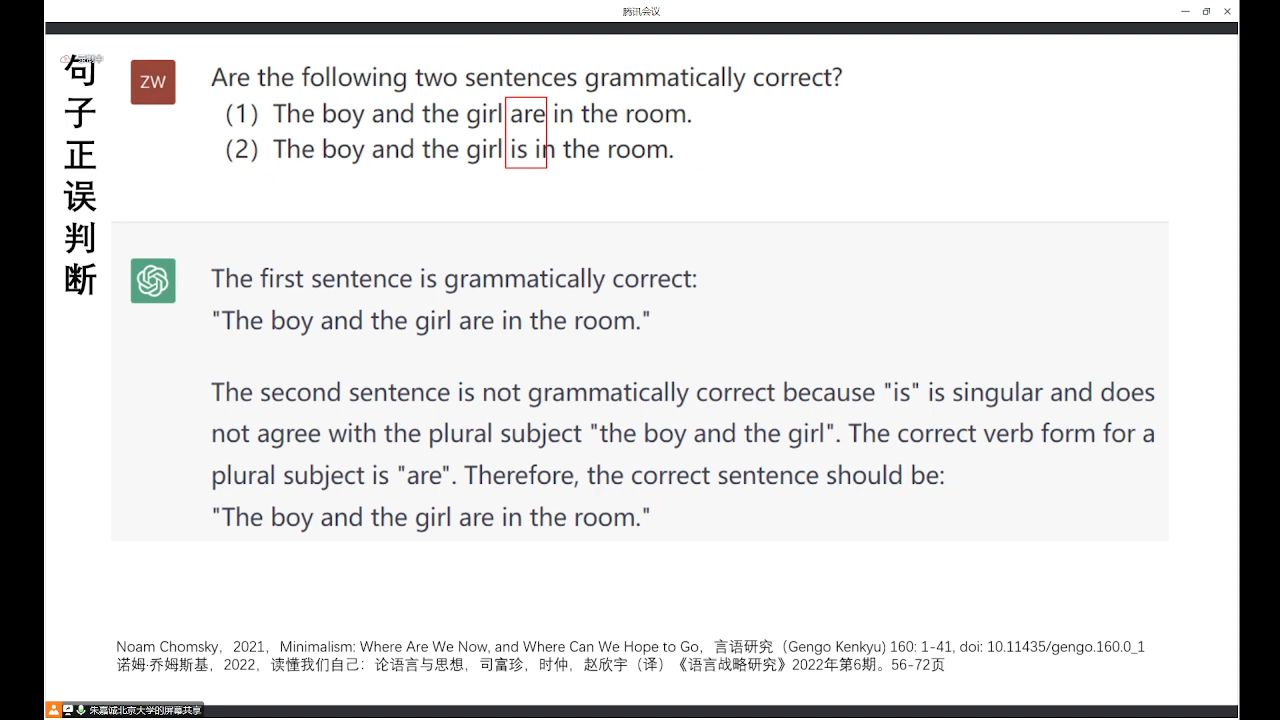 腾讯会议
句子正误判断
ZW
Are the following two sentences grammatically correct?
（1）The boy and the girl are in the room.
（2）The boy and the girl is in the room.
The first sentence is grammatically correct:
"The boy and the girl are in the room."
The second sentence is not grammatically correct because "is" is singular and does
not agree with the plural subject "the boy and the girl". The correct verb form for a
plural subject is "are". Therefore, the correct sentence should be:
"The boy and the girl are in the room."
Noam Chomsky，2021，Minimalism: Where Are We Now, and Where Can We Hope to Go，言语研究（Gengo Kenkyu) 160: 1-41, doi: 10.11435/gengo.160.0_1
诺姆·乔姆斯基，2022，读懂我们自己：论语言与思想，司富珍，时仲，赵欣宇（译）《语言战略研究》2022年第6期。56-72页
朱嘉诚北京大学的屏幕共享